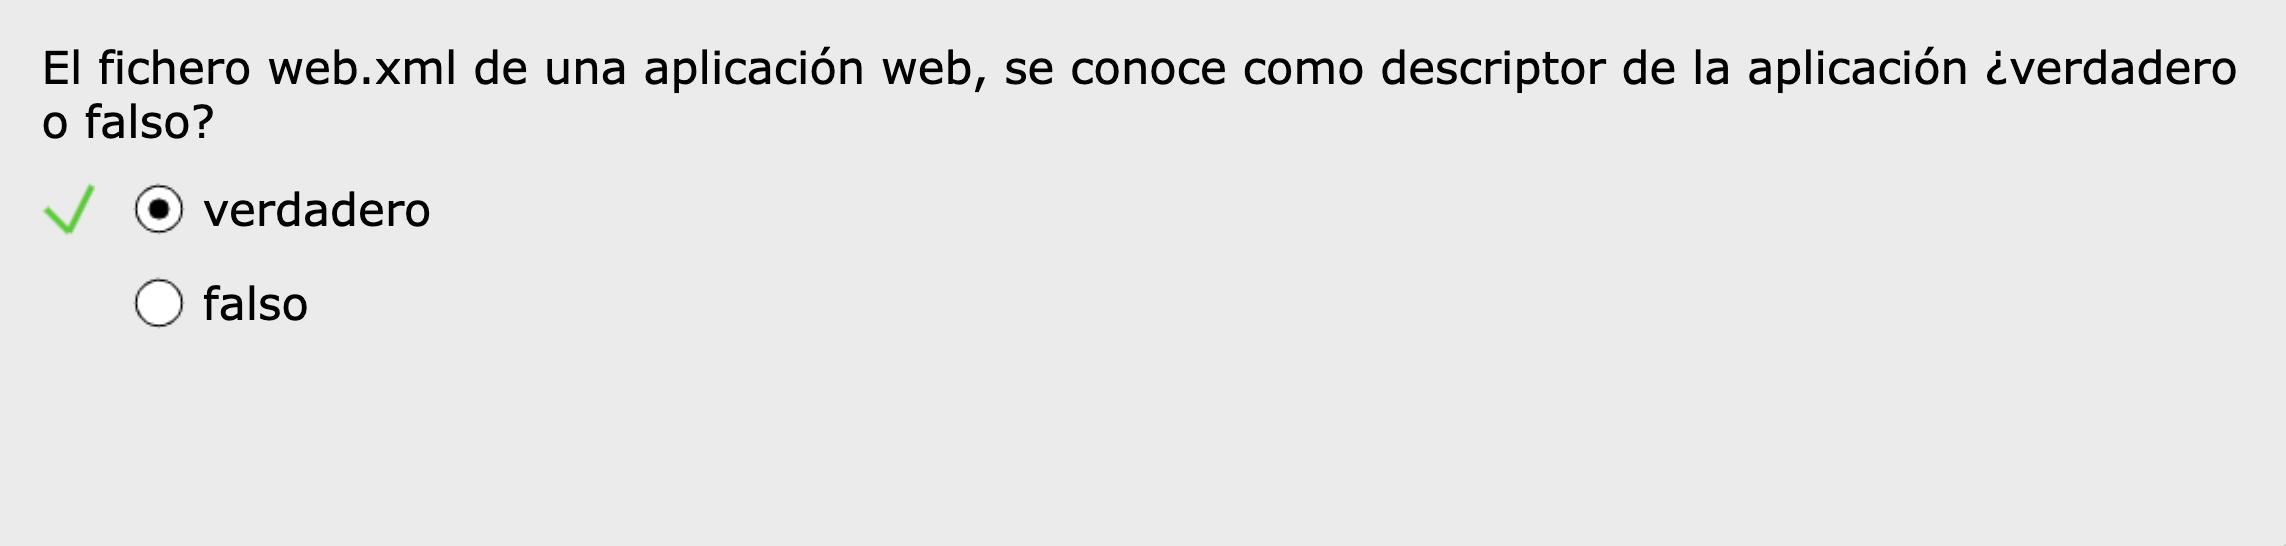 El fichero web.xml de una aplicación web, se conoce como descriptor de la aplicación ¿verdadero
o falso?
verdadero
falso